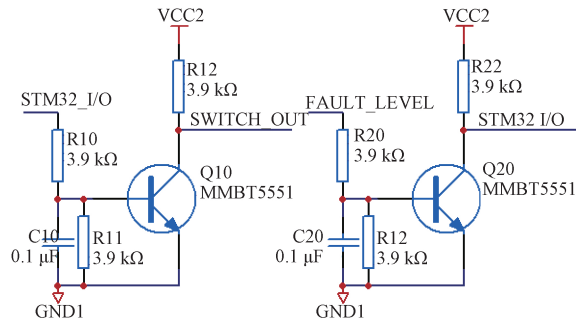 VCC2
R12
3.9 kΩ
STM32_I/O
SWITCH_OUT
R10
3.9 kΩ
Q10
MMBT5551
C10
0.1 μF
R11
3.9 kΩ
GND1
VCC2
R22
3.9 kΩ
FAULT_LEVEL
STM32 I/O
R20
3.9 kΩ
Q20
MMBT5551
C20
0.1 μF
R12
3.9 kΩ
GND1